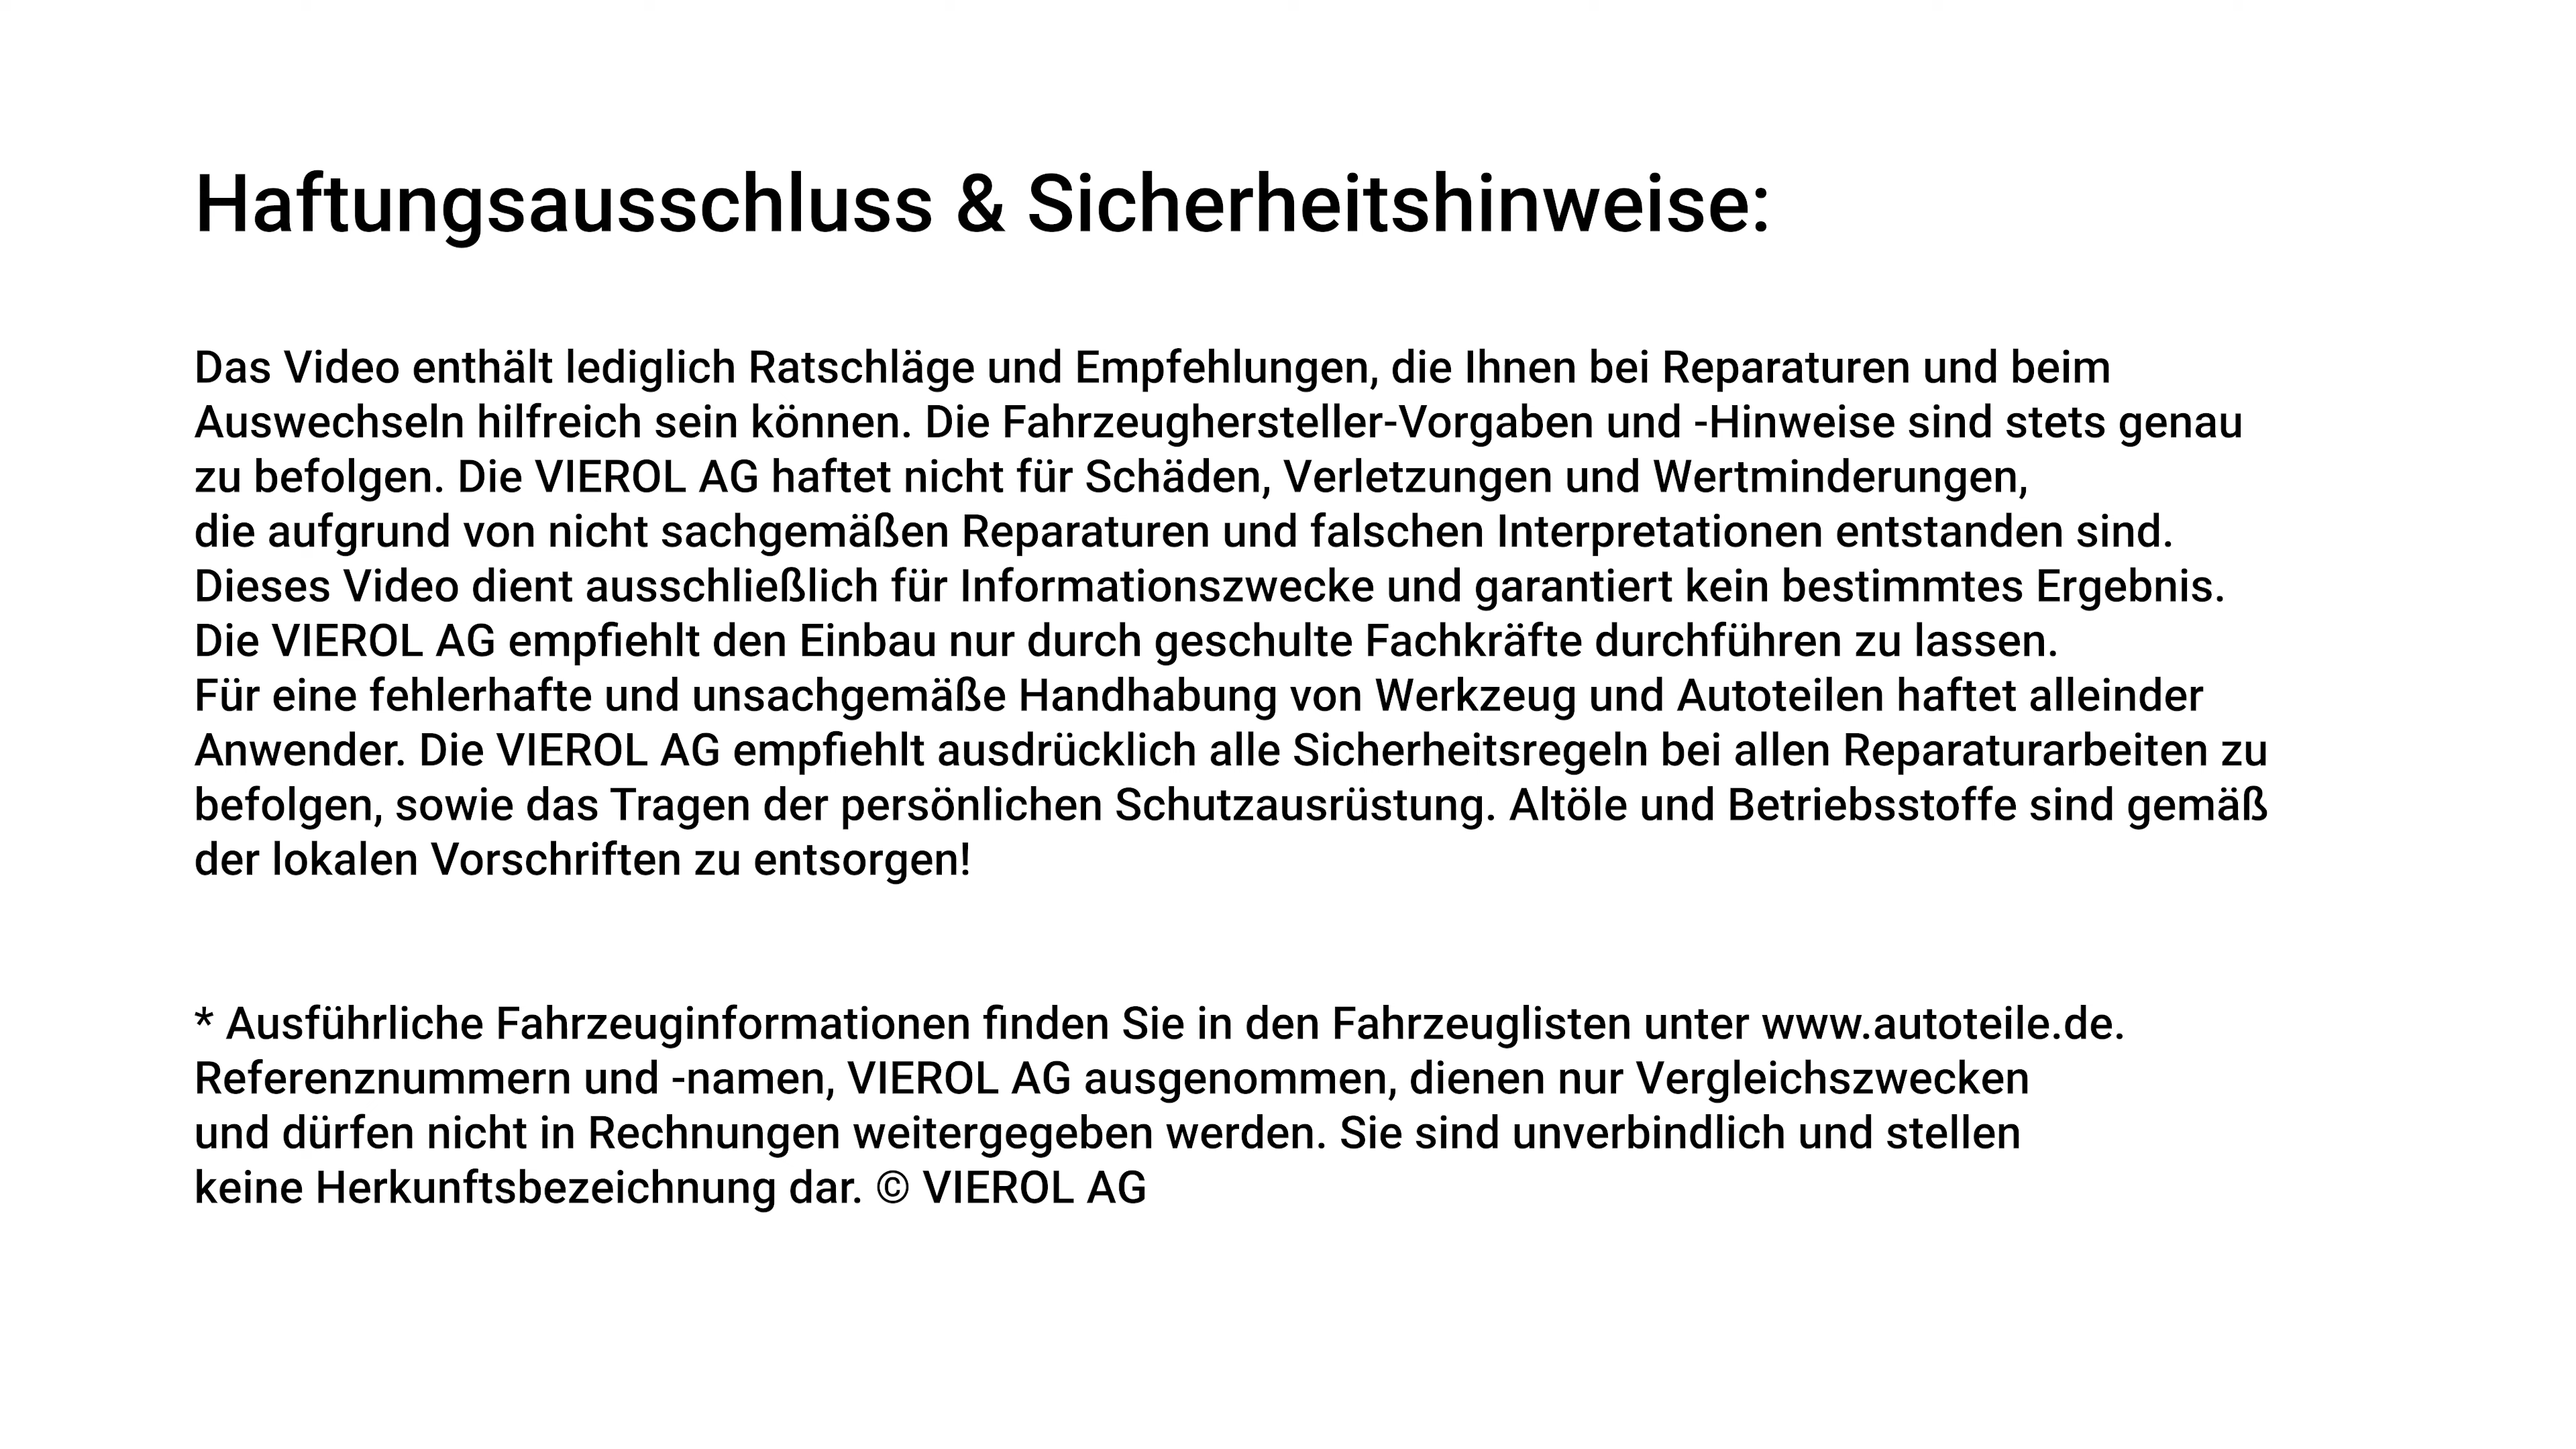 Haftungsausschluss & Sicherheitshinweise:
Das Video enthält lediglich Ratschläge und Empfehlungen, die Ihnen bei Reparaturen und beim
Auswechseln hilfreich sein können. Die Fahrzeughersteller-Vorgaben und -Hinweise sind stets genau
zu befolgen. Die VIEROL AG haftet nicht für Schäden, Verletzungen und Wertminderungen,
die aufgrund von nicht sachgemäßen Reparaturen und falschen Interpretationen entstanden sind.
Dieses Video dient ausschließlich für Informationszwecke und garantiert kein bestimmtes Ergebnis.
Die VIEROL AG empfiehlt den Einbau nur durch geschulte Fachkräfte durchführen zu lassen.
Für eine fehlerhafte und unsachgemäße Handhabung von Werkzeug und Autoteilen haftet alleinder
Anwender. Die VIEROL AG empfiehlt ausdrücklich alle Sicherheitsregeln bei allen Reparaturarbeiten zu
befolgen, sowie das Tragen der persönlichen Schutzausrüstung. Altöle und Betriebsstoffe sind gemäß
der lokalen Vorschriften zu entsorgen!
* Ausführliche Fahrzeuginformationen finden Sie in den Fahrzeuglisten unter www.autoteile.de.
Referenznummern und -namen, VIEROL AG ausgenommen, dienen nur Vergleichszwecken
und dürfen nicht in Rechnungen weitergegeben werden. Sie sind unverbindlich und stellen
keine Herkunftsbezeichnung dar. © VIEROL AG